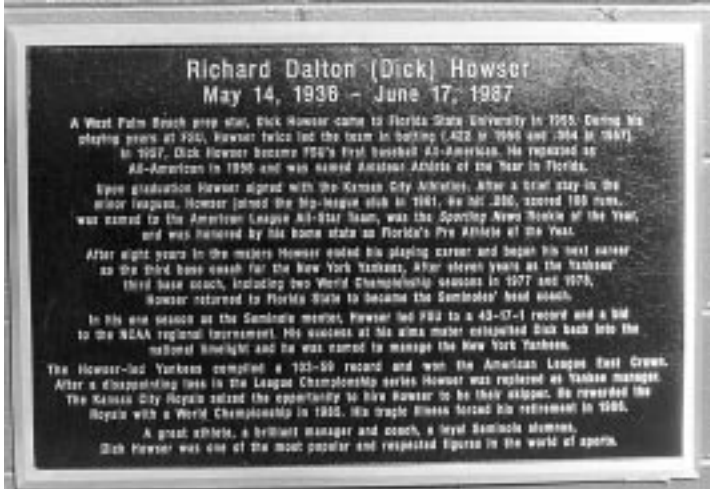 Richard Dalton (Dick) Howser
May 14, 1936 - June 17, 1987
A West Palm Beach prep star, Dick Howser came to Florida State University in 1955. During his
playing years at FSU, Howser twice led the team in batting (.422 in 1956 and .364 in 1957).
In 1957, Dick Howser became FSU's first baseball All-American. He repeated as
All-American in 1958 and was named Amateur Athlete of the Year in Florida.
Upon graduation Howser signed with the Kansas City Athletics. After a brief stay in the
minor leagues, Howser joined the big-league club in 1961. He hit .280, scored 108 runs,
was named to the American League All-Star Team, was the Sporting News Rookie of the Year,
and was honored by his home state as Florida's Pro Athlete of the Year.
After eight years in the majors Howser ended his playing career and began his next career
as the third base coach for the New York Yankees. After eleven years as the Yankees'
third base coach, including two World Championship seasons in 1977 and 1978,
Howser returned to Florida State to become the Seminoles' head coach.
In his one season as the Seminole mentor, Howser led FSU to a 43-17-1 record and a bid
to the NCAA regional tournament. His success at his alma mater catapulted Dick back into the
national limelight and he was named to manage the New York Yankees.
The Howser-led Yankees compiled a 103-59 record and won the American League East Crown.
After a disappointing loss in the League Championship series Howser was replaced as Yankee manager.
The Kansas City Royals seized the opportunity to hire Howser to be their skipper. He rewarded the
Royals with a World Championship in 1985. His tragic illness forced his retirement in 1986.
A great athlete, a brilliant manager and coach, a loyal Seminole alumnus,
Dick Howser was one of the most popular and respected figures in the world of sports.